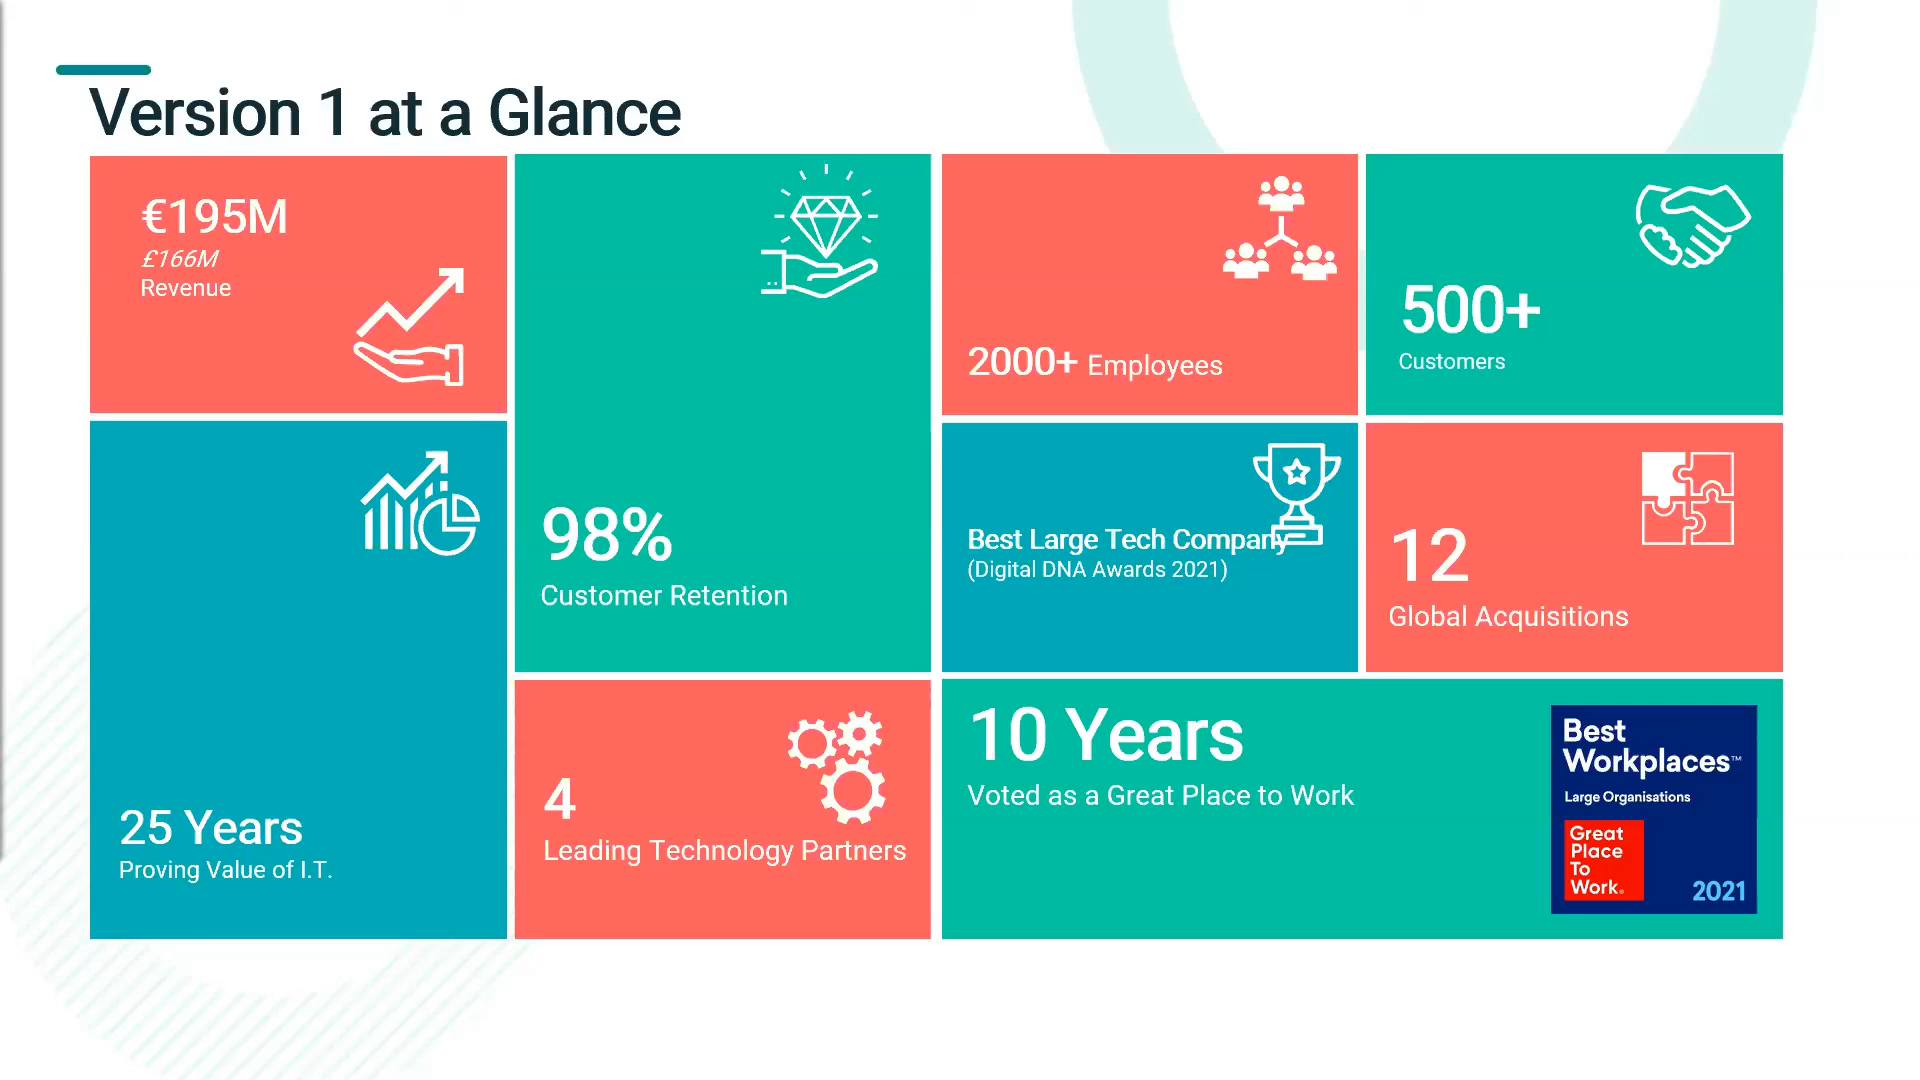 Version 1 at a Glance
€195M
£166M
Revenue
98%
Customer Retention
2000+ Employees
500+
Customers
25 Years
Proving Value of I.T.
4
Leading Technology Partners
Best Large Tech Company
(Digital DNA Awards 2021)
12
Global Acquisitions
10 Years
Voted as a Great Place to Work
Best
Workplaces™
Large Organisations
Great
Place
To
Work.
2021